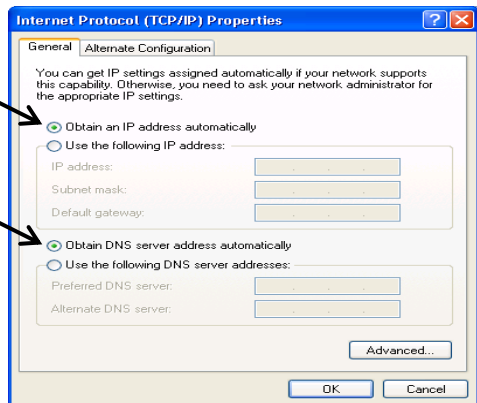 Internet Protocol (TCP/IP) Properties
General Alternate Configuration
You can get IP settings assigned automatically if your network supports
this capability. Otherwise, you need to ask your network administrator for
the appropriate IP settings.
Obtain an IP address automatically
Use the following IP address:
IP address:
Subnet mask:
Default gateway:
Obtain DNS server address automatically
Use the following DNS server addresses:
Preferred DNS server:
Alternate DNS server:
Advanced...
OK Cancel